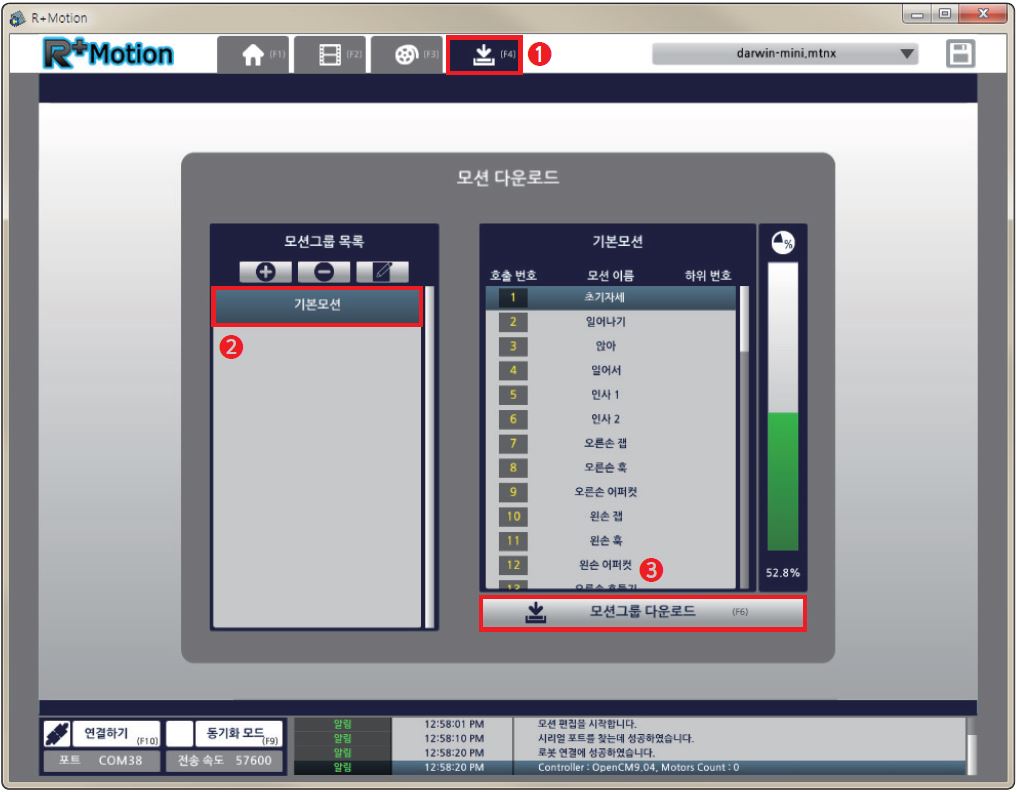 R+Motion
R+Motion
(F1)
(F2)
(F3)
(F4)
1
darwin-mini,mtnx
모션 다운로드
모션그룹 목록
기본모션
2
기본모션
호출 번호 모션 이름 하위 번호
1 초기자세
2 일어나기
3 앉아
4 일어서
5 인사 1
6 인사 2
7 오른손 잽
8 오른손 훅
9 오른손 어퍼컷
10 왼손 잽
11 왼손 훅
12 왼손 어퍼컷
13 오른손 흔들기
%
52.8%
3
모션그룹 다운로드 (F6)
연결하기 (F10)
동기화 모드 (F9)
포트 COM38
전송 속도 57600
알림 12:58:01 PM 모션 편집을 시작합니다.
알림 12:58:10 PM 시리얼 포트를 찾는데 성공하였습니다.
알림 12:58:20 PM 로봇 연결에 성공하였습니다.
알림 12:58:20 PM Controller : OpenCM9.04, Motors Count : 0